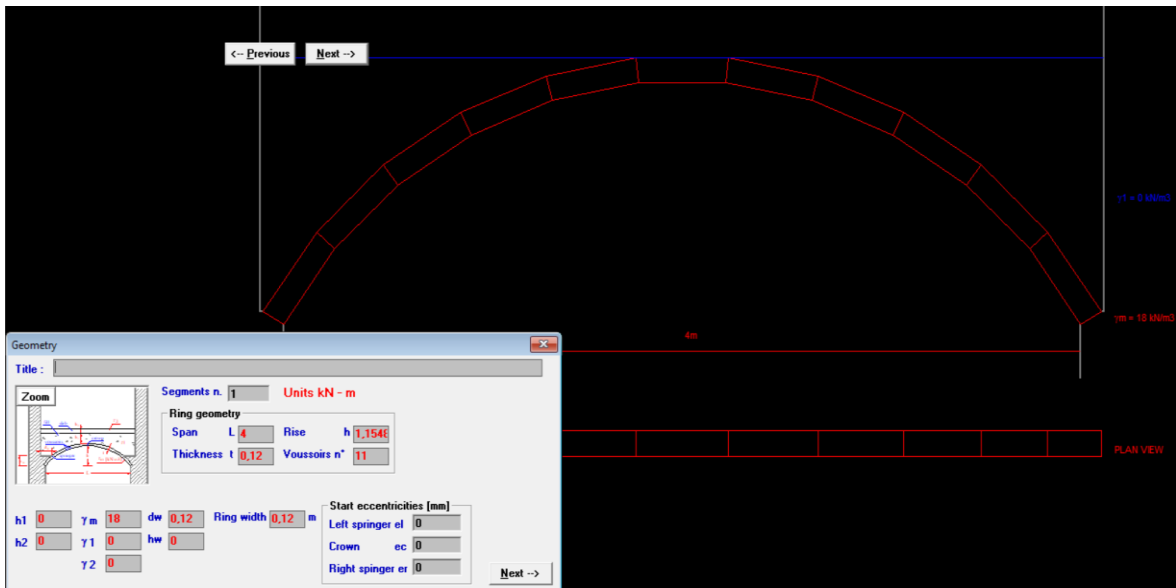 <-- Previous
Next -->
γ1 = 0 kN/m3
γm = 18 kN/m3
4m
PLAN VIEW
Geometry
Title :
Zoom
Segments n. 1
Units kN - m
Ring geometry
Span L 4 Rise h 1,1548
Thickness t 0,12 Voussoirs n° 11
h1 0 γ m 18 dw 0,12 Ring width 0,12 m
h2 0 γ 1 0 hw 0
γ 2 0
Start eccentricities [mm]
Left springer el 0
Crown ec 0
Right spinger er 0
Next -->